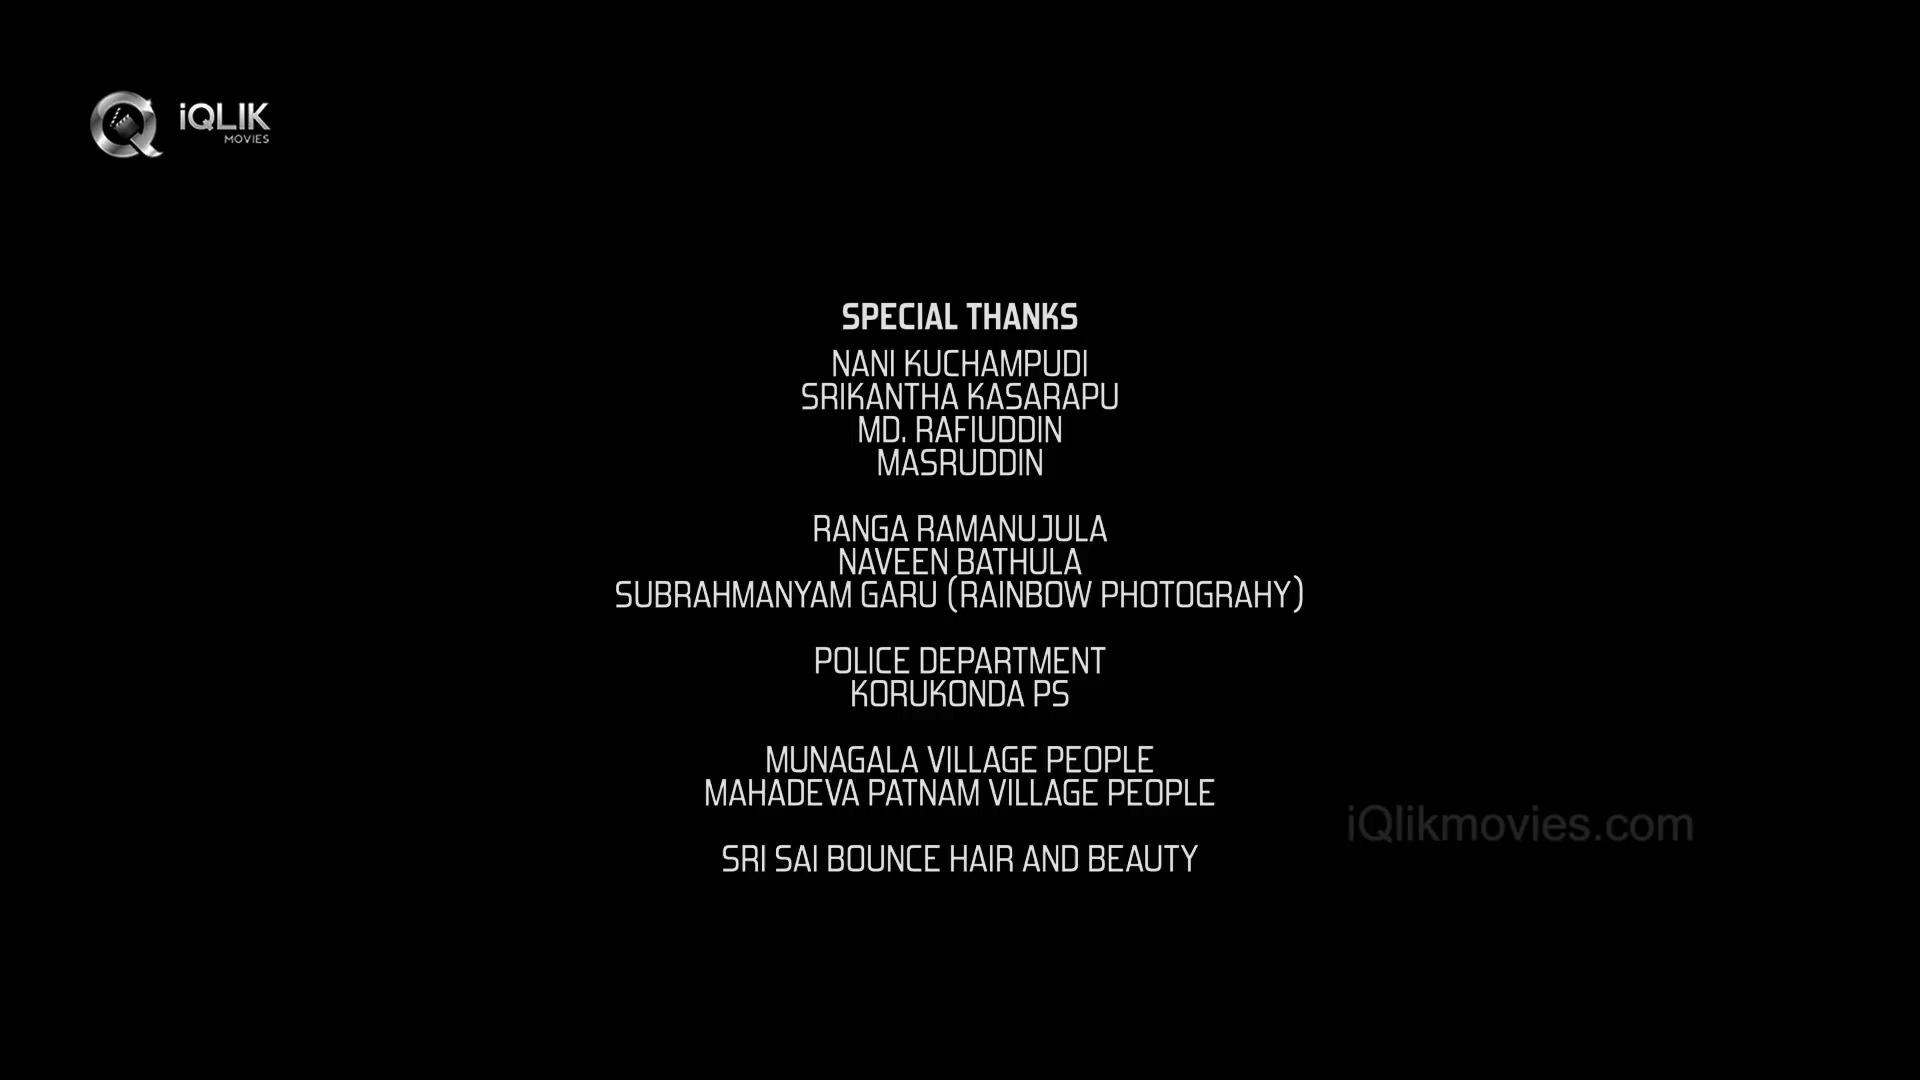 iQLIK
MOVIES
SPECIAL THANKS
NANI KUCHAMPUDI
SRIKANTHA KASARAPU
MD. RAFIUDDIN
MASRUDDIN
RANGA RAMANUJULA
NAVEEN BATHULA
SUBRAHMANYAM GARU (RAINBOW PHOTOGRAHY)
POLICE DEPARTMENT
KORUKONDA PS
MUNAGALA VILLAGE PEOPLE
MAHADEVA PATNAM VILLAGE PEOPLE
iQlikmovies.com
SRI SAI BOUNCE HAIR AND BEAUTY